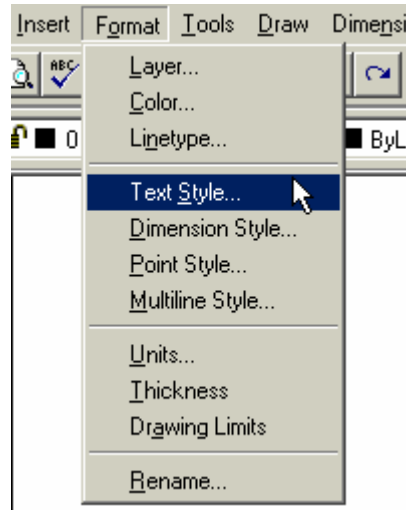 Insert Format Tools Draw Dimensi
ABC
0 ByL
Layer...
Color...
Linetype...
Text Style...
Dimension Style...
Point Style...
Multiline Style...
Units...
Thickness
Drawing Limits
Rename...